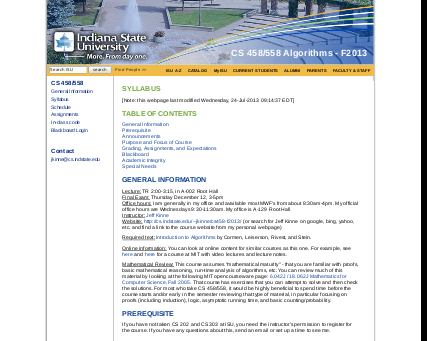 Indiana State
University
More. From day one.
CS 458/558 Algorithms - F2013
Search ISU search Find People >> ISU A-Z CATALOG My ISU CURRENT STUDENTS ALUMNI PARENTS FACULTY & STAFF
CS 458/558
General Information
Syllabus
Schedule
Assignments
In-class code
Blackboard Login
Contact
jkinne@cs.indstate.edu
SYLLABUS
[Note: this webpage last modified Wednesday, 24-Jul-2013 09:14:37 EDT]
TABLE OF CONTENTS
General Information
Prerequisite
Announcements
Purpose and Focus of Course
Grading, Assignments, and Expectations
Blackboard
Academic Integrity
Special Needs
GENERAL INFORMATION
Lecture: TR 2:00-3:15, in A-002 Root Hall
Final Exam: Thursday December 12, 3-5pm
Office hours: I am generally in my office and available most MWF's from about 8:30am-4pm. My official
office hours are Wednesdays 9:30-11:30am. My office is A-129 Root Hall.
Instructor: Jeff Kinne
Website: http://cs.indstate.edu/~jkinne/cs458-f2013/ (or search for Jeff Kinne on google, bing, yahoo,
etc. and find a link to the course website from my personal webpage)
Required text: Introduction to Algorithms by Cormen, Leiserson, Rivest, and Stein.
Online information: You can look at online content for similar courses as this one. For example, see
here and here for a course at MIT with video lectures and lecture notes.
Mathematical Review: This course assumes "mathematical maturity" - that you are familiar with proofs,
basic mathematical reasoning, run-time analysis of algorithms, etc. You can review much of this
material by looking at the following MIT opencourseware page: 6.042J / 18.062J Mathematics for
Computer Science, Fall 2005. That course has exercises that you can attempt to solve and then check
the solutions. For most who take CS 458/558, it would be highly beneficial to spend time before the
course starts and/or early in the semester reviewing that type of material, in particular focusing on
proofs (including induction), logic, asymptotic running time, and basic counting/probability.
PREREQUISITE
If you have not taken CS 202 and CS 303 at ISU, you need the instructor's permission to register for
the course. If you have any questions about this, send an email or set up a time to see me.